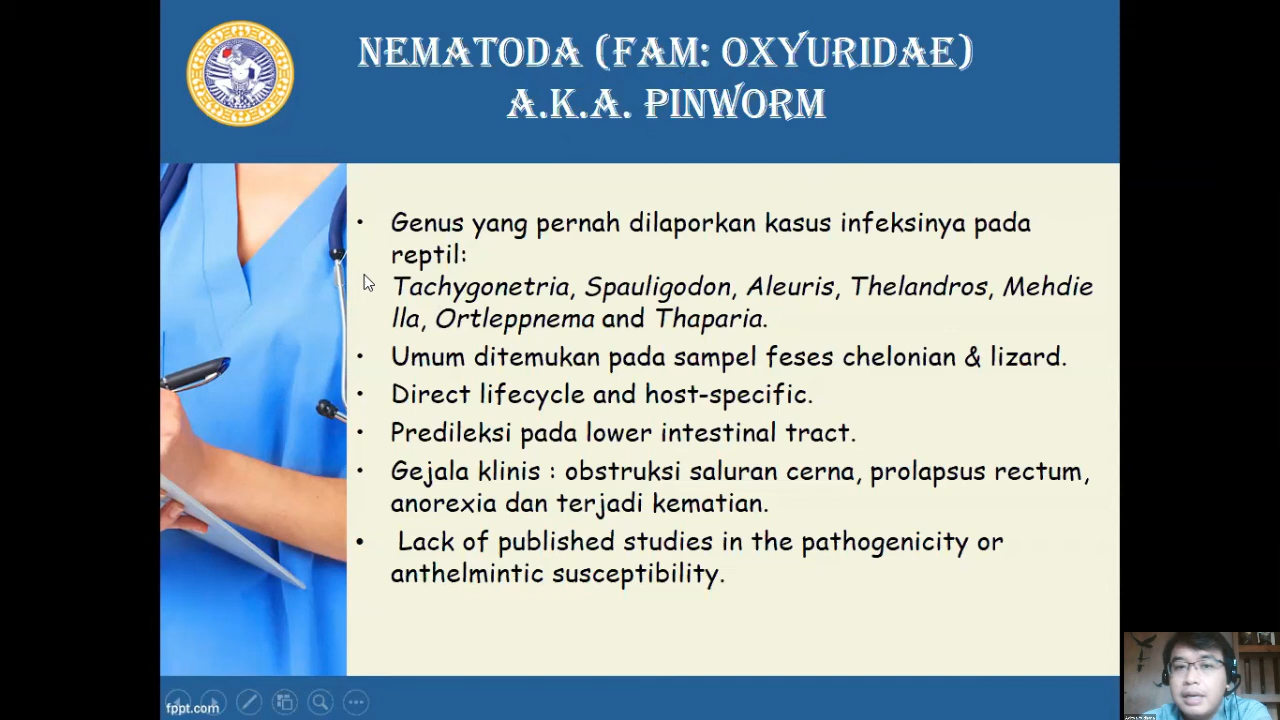 NEMATODA (FAM: OXYURIDAE)
A.K.A. PINWORM
• Genus yang pernah dilaporkan kasus infeksinya pada
reptil:
Tachygonetria, Spauligodon, Aleuris, Thelandros, Mehdie
lla, Ortleppnema and Thaparia.
• Umum ditemukan pada sampel feses chelonian & lizard.
• Direct lifecycle and host-specific.
• Predileksi pada lower intestinal tract.
• Gejala klinis : obstruksi saluran cerna, prolapsus rectum,
anorexia dan terjadi kematian.
• Lack of published studies in the pathogenicity or
anthelmintic susceptibility.
fppt.com